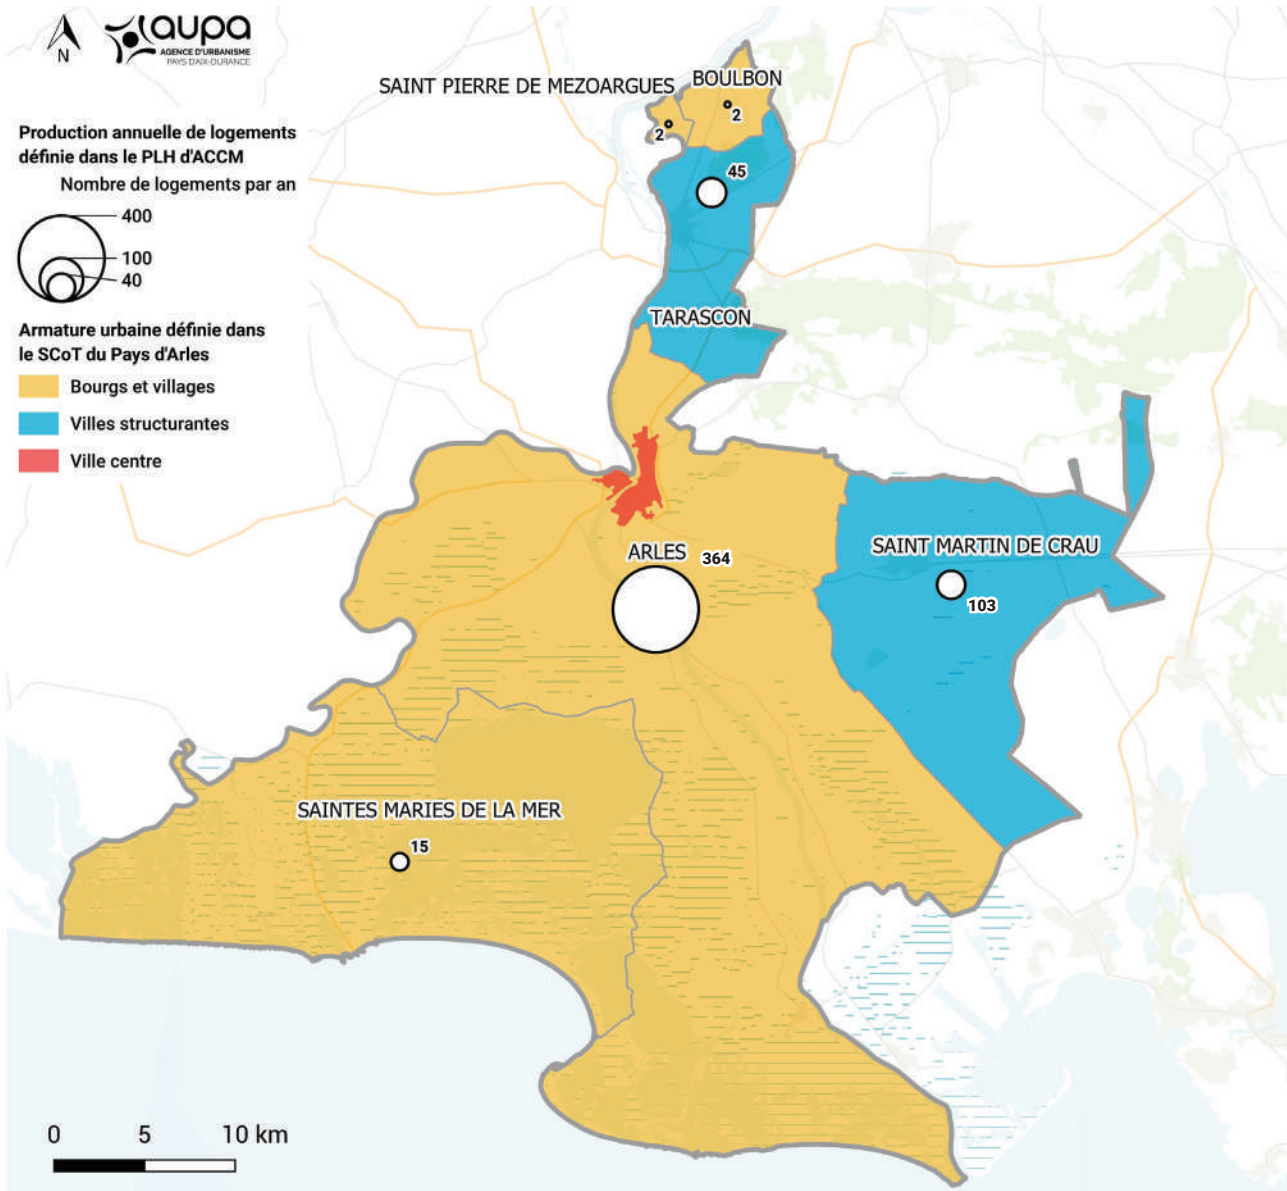 N
aupa
AGENCE D'URBANISME
PAYS D'AIX-DURANCE
Production annuelle de logements
définie dans le PLH d'ACCM
Nombre de logements par an
400
100
40
Armature urbaine définie dans
le SCoT du Pays d'Arles
Bourgs et villages
Villes structurantes
Ville centre
SAINT PIERRE DE MEZOARGUES
BOULBON
2
2
45
TARASCON
ARLES
364
SAINT MARTIN DE CRAU
103
SAINTES MARIES DE LA MER
15
0 5 10 km